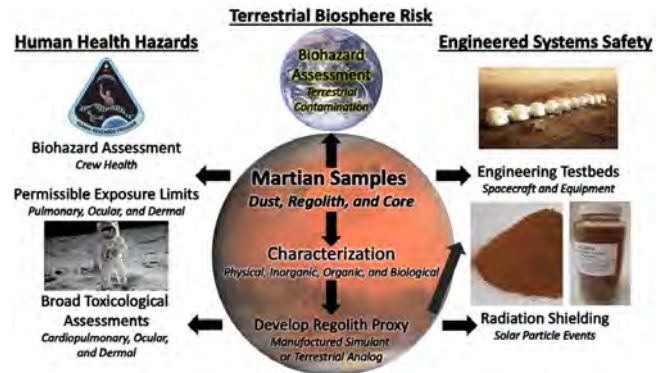 Terrestrial Biosphere Risk
Human Health Hazards
Engineered Systems Safety
Biohazard
Assessment
Terrestrial
Contamination
Biohazard Assessment
Crew Health
Permissible Exposure Limits
Pulmonary, Ocular, and Dermal
Broad Toxicological
Assessments
Cardiopulmonary, Ocular,
and Dermal
Martian Samples
Dust, Regolith, and Core
Characterization
Physical, Inorganic, Organic, and Biological
Develop Regolith Proxy
Manufactured Simulant
or Terrestrial Analog
Engineering Testbeds
Spacecraft and Equipment
Radiation Shielding
Solar Particle Events